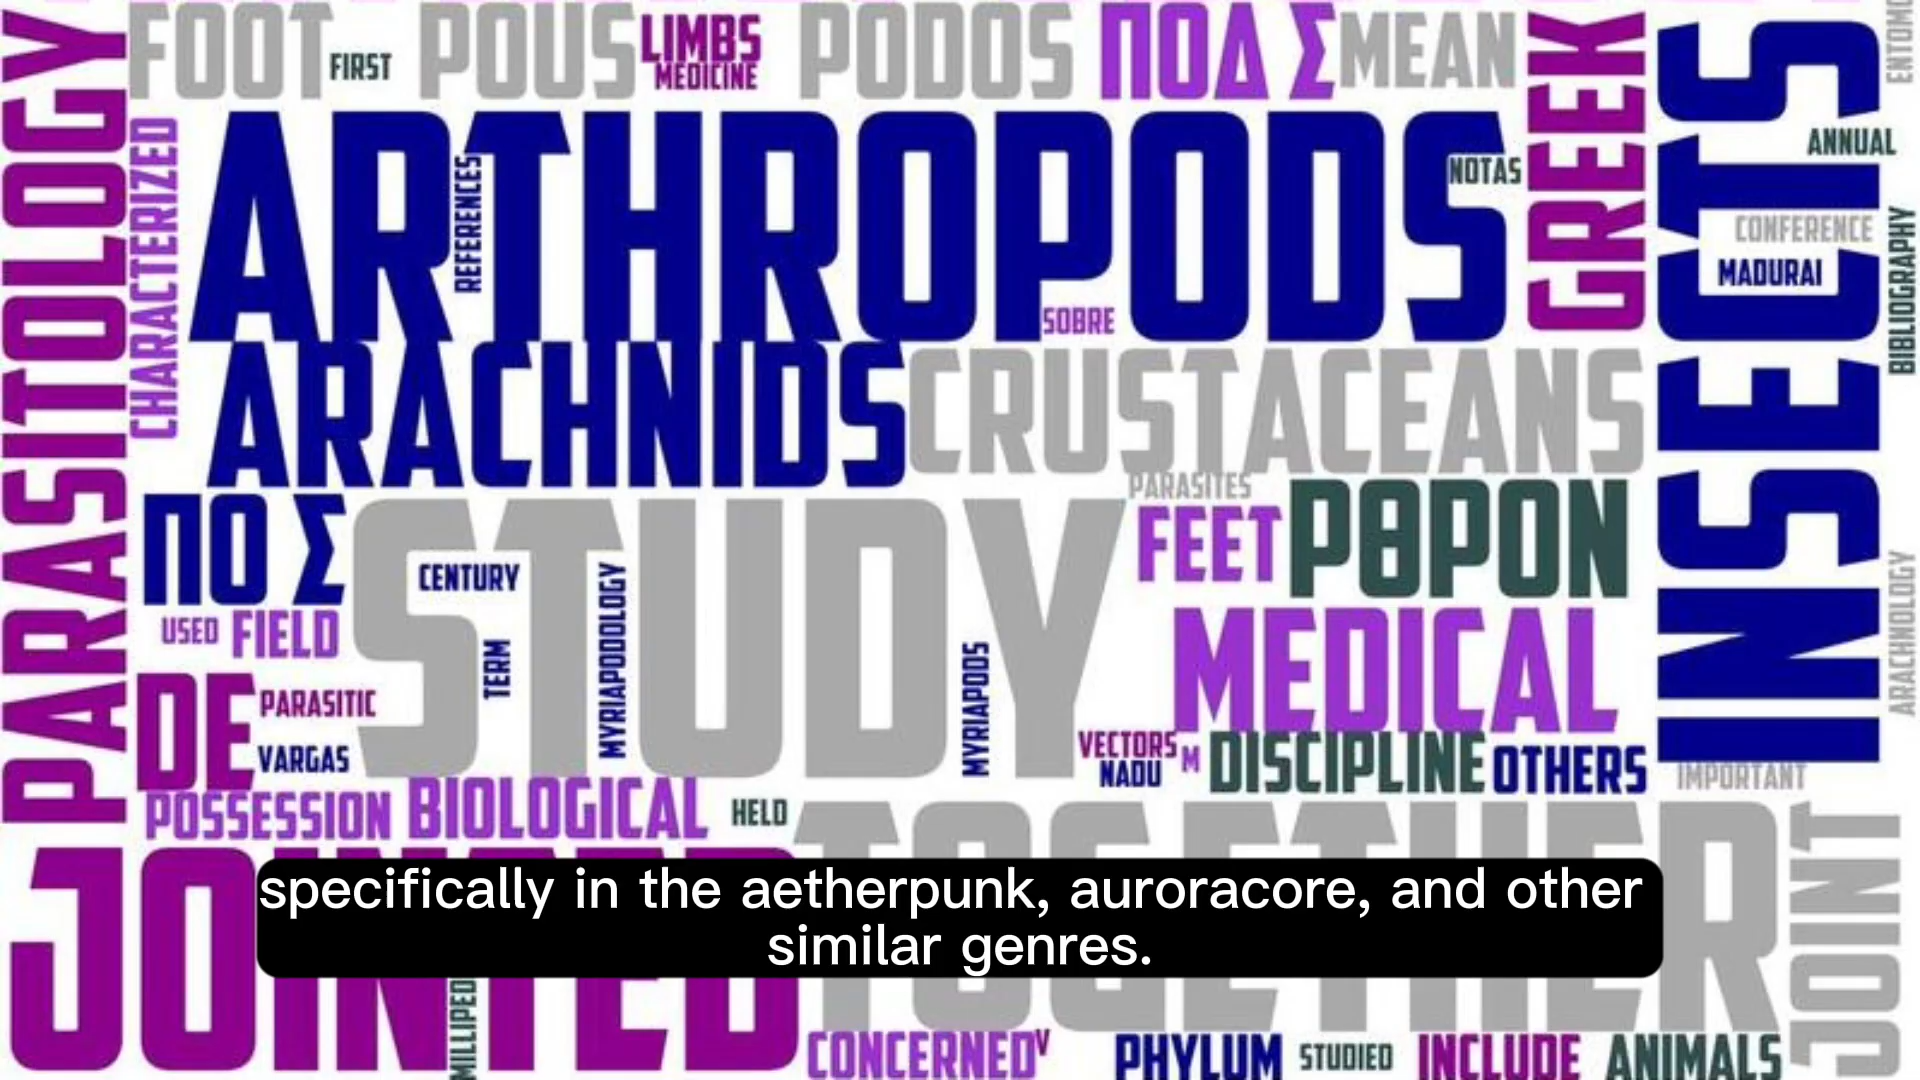 FOOT
FIRST
POUS
LIMBS
MEDICINE
PODOS
ΠΟΔ Σ
MEAN
GREEK
INSECTS
PARASITOLOGY
CHARACTERIZED
ARTHROPODS
REFERENCES
NOTAS
SOBRE
ANNUAL
CONFERENCE
MADURAI
BIBLIOGRAPHY
ARACHNIDS
CRUSTACEANS
PARASITES
ΠΟ Σ
STUDY
CENTURY
TERM
MYRIAPODOLOGY
MYRIAPODS
FEET
PΘPON
USED
FIELD
MEDICAL
ARACHNOLOGY
DE
PARASITIC
VARGAS
VECTORS
NADU
M
DISCIPLINE
OTHERS
IMPORTANT
POSSESSION
BIOLOGICAL
HELD
TOGETHER
JOINT
JOINTED
specifically in the aetherpunk, auroracore, and other
similar genres.
MILLIPED
CONCERNED
V
PHYLUM
STUDIED
INCLUDE
ANIMALS